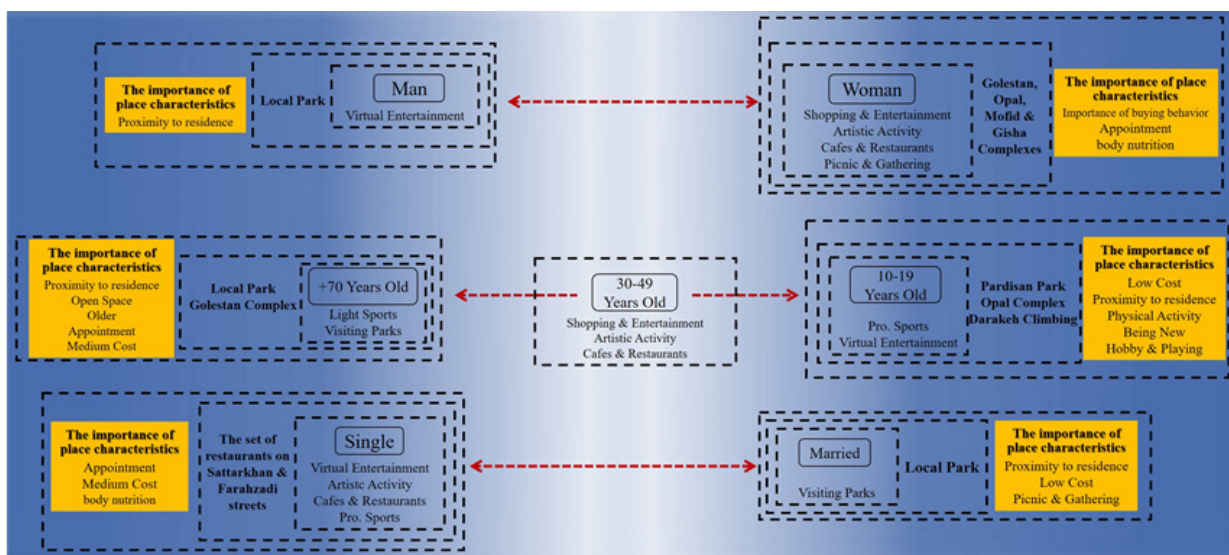 The importance of
place characteristics
Proximity to residence
Local Park
Man
Virtual Entertainment
Woman
Shopping & Entertainment
Artistic Activity
Cafes & Restaurants
Picnic & Gathering
Golestan,
Opal,
Mofid &
Gisha
Complexes
The importance of place
characteristics
Importance of buying behavior
Appointment
body nutrition
The importance of
place characteristics
Proximity to residence
Open Space
Older
Appointment
Medium Cost
Local Park
Golestan Complex
+70 Years Old
Light Sports
Visiting Parks
30-49
Years Old
Shopping & Entertainment
Artistic Activity
Cafes & Restaurants
10-19
Years Old
Pro. Sports
Virtual Entertainment
Pardisan Park
Opal Complex
Darakeh Climbing
The importance of
place characteristics
Low Cost
Proximity to residence
Physical Activity
Being New
Hobby & Playing
The importance of
place characteristics
Appointment
Medium Cost
body nutrition
The set of
restaurants on
Sattarkhan &
Farahzadi
streets
Single
Virtual Entertainment
Artistc Activity
Cafes & Restaurants
Pro. Sports
Married
Visiting Parks
Local Park
The importance of
place characteristics
Proximity to residence
Low Cost
Picnic & Gathering